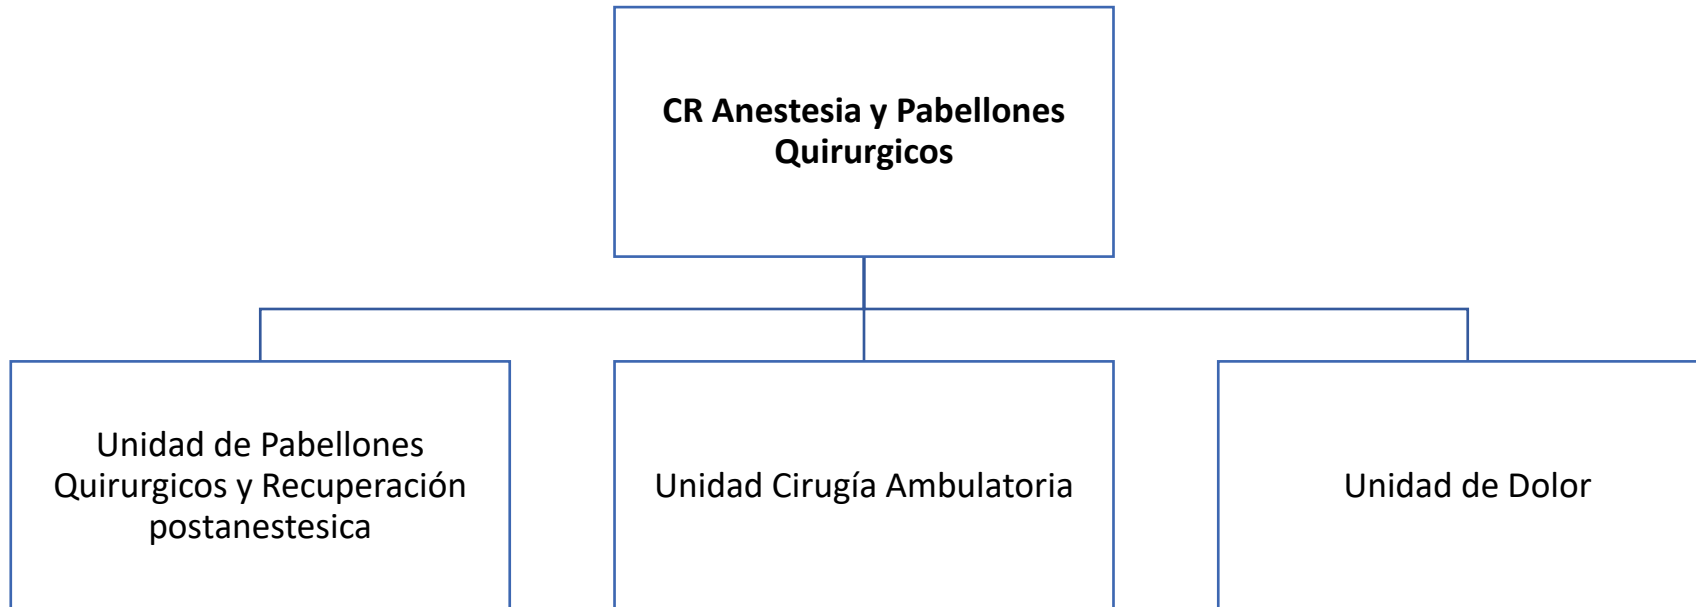 CR Anestesia y Pabellones
Quirurgicos
Unidad de Pabellones
Quirurgicos y Recuperación
postanestesica
Unidad Cirugía Ambulatoria
Unidad de Dolor